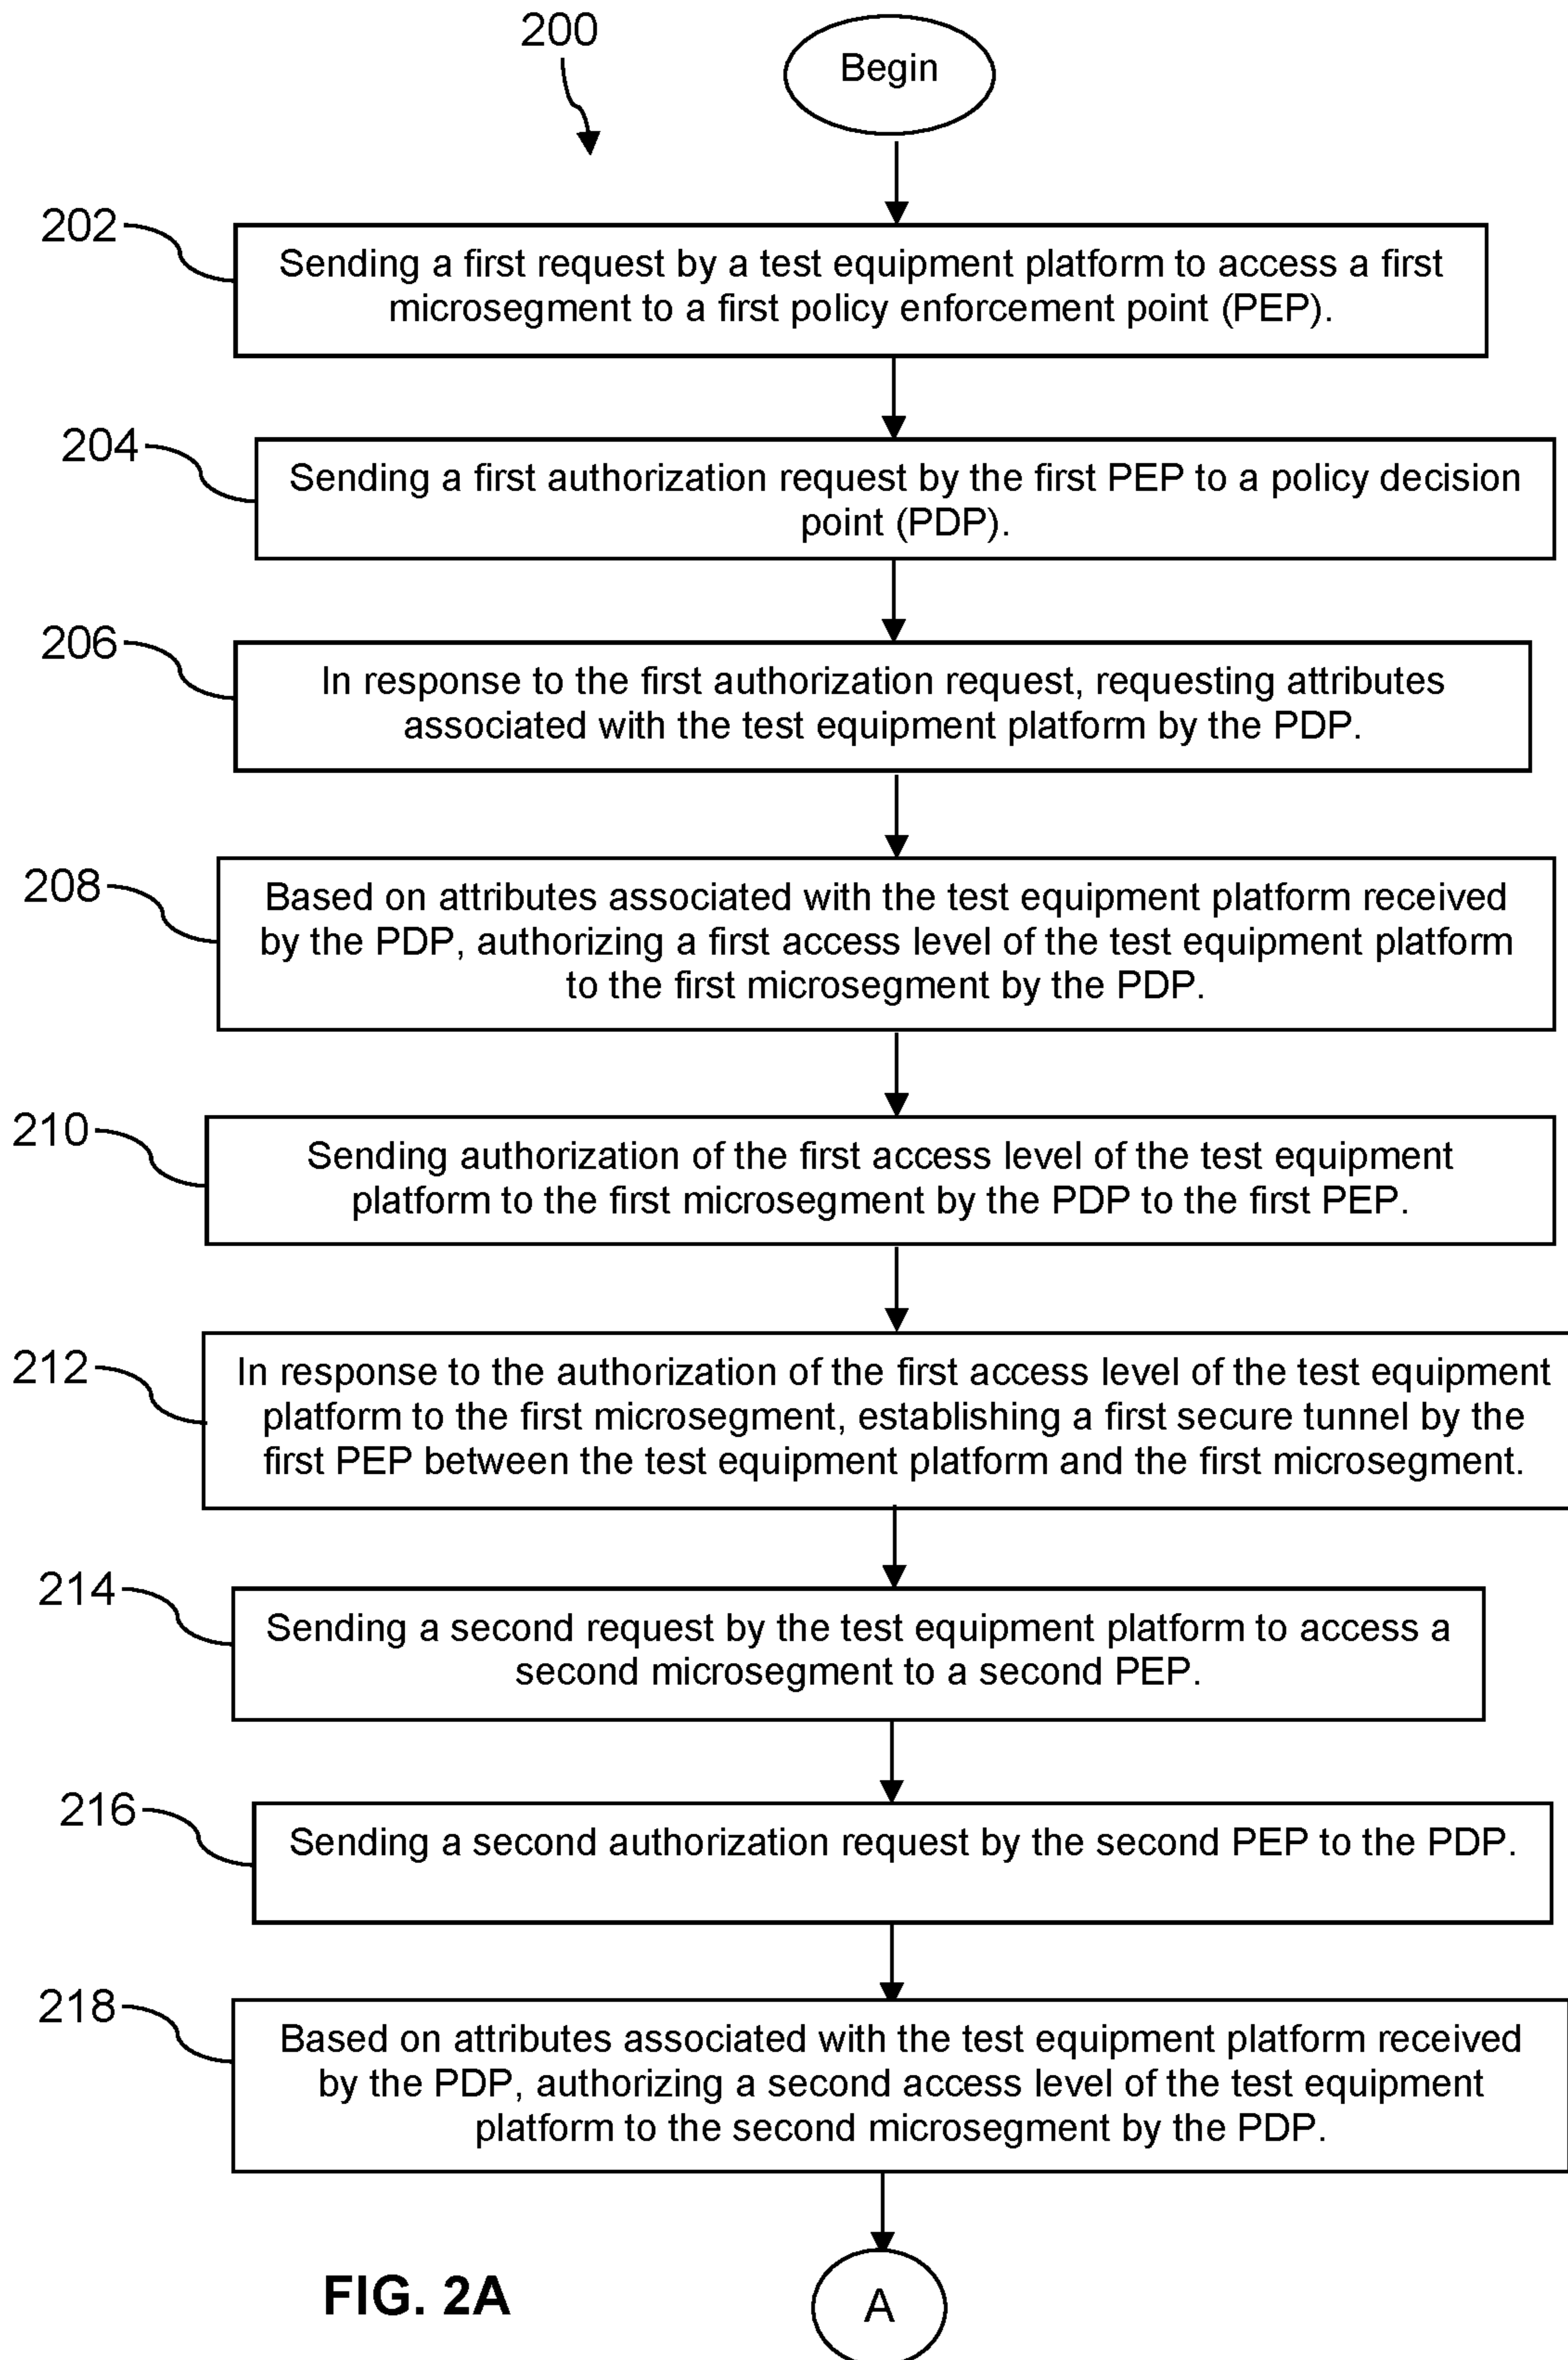 200
Begin
202
Sending a first request by a test equipment platform to access a first
microsegment to a first policy enforcement point (PEP).
204
Sending a first authorization request by the first PEP to a policy decision
point (PDP).
206
In response to the first authorization request, requesting attributes
associated with the test equipment platform by the PDP.
208
Based on attributes associated with the test equipment platform received
by the PDP, authorizing a first access level of the test equipment platform
to the first microsegment by the PDP.
210
Sending authorization of the first access level of the test equipment
platform to the first microsegment by the PDP to the first PEP.
212
In response to the authorization of the first access level of the test equipment
platform to the first microsegment, establishing a first secure tunnel by the
first PEP between the test equipment platform and the first microsegment.
214
Sending a second request by the test equipment platform to access a
second microsegment to a second PEP.
216
Sending a second authorization request by the second PEP to the PDP.
218
Based on attributes associated with the test equipment platform received
by the PDP, authorizing a second access level of the test equipment
platform to the second microsegment by the PDP.
FIG. 2A
A